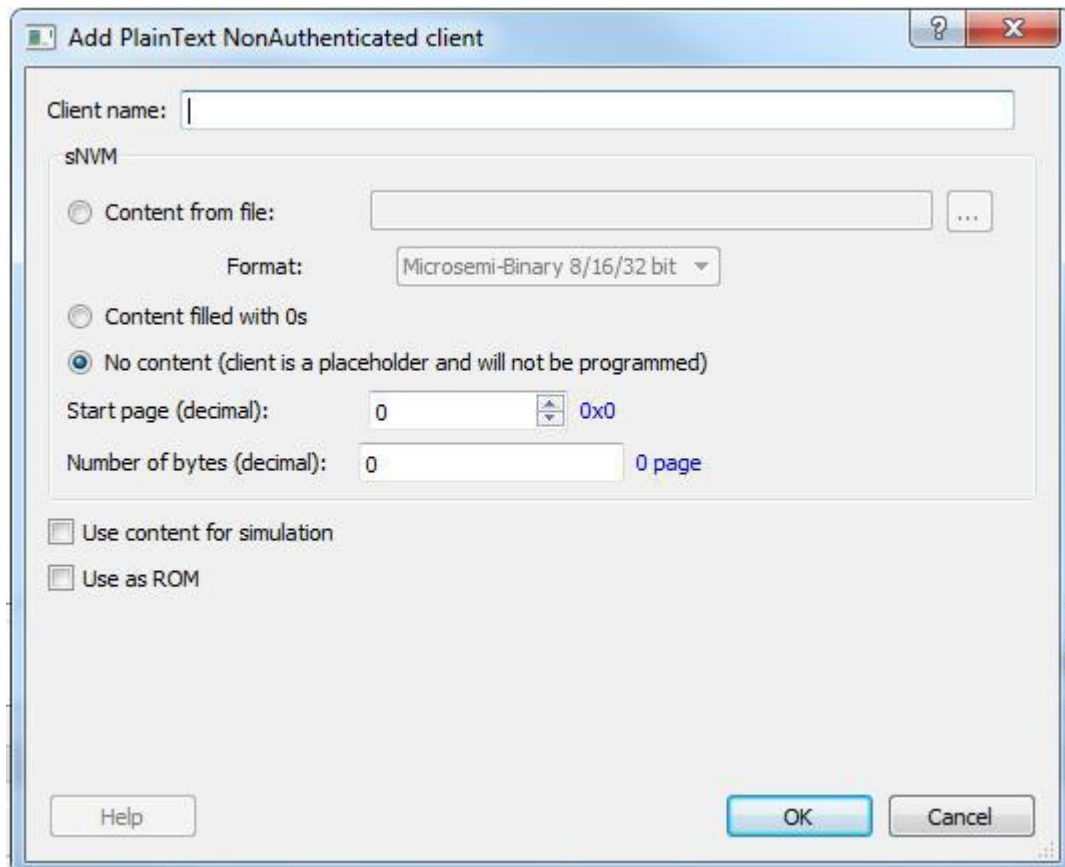 Add PlainText NonAuthenticated client
?
X
Client name:
sNVM
Content from file:
...
Format: Microsemi-Binary 8/16/32 bit
Content filled with 0s
No content (client is a placeholder and will not be programmed)
Start page (decimal): 0 0x0
Number of bytes (decimal): 0 0 page
Use content for simulation
Use as ROM
Help OK Cancel